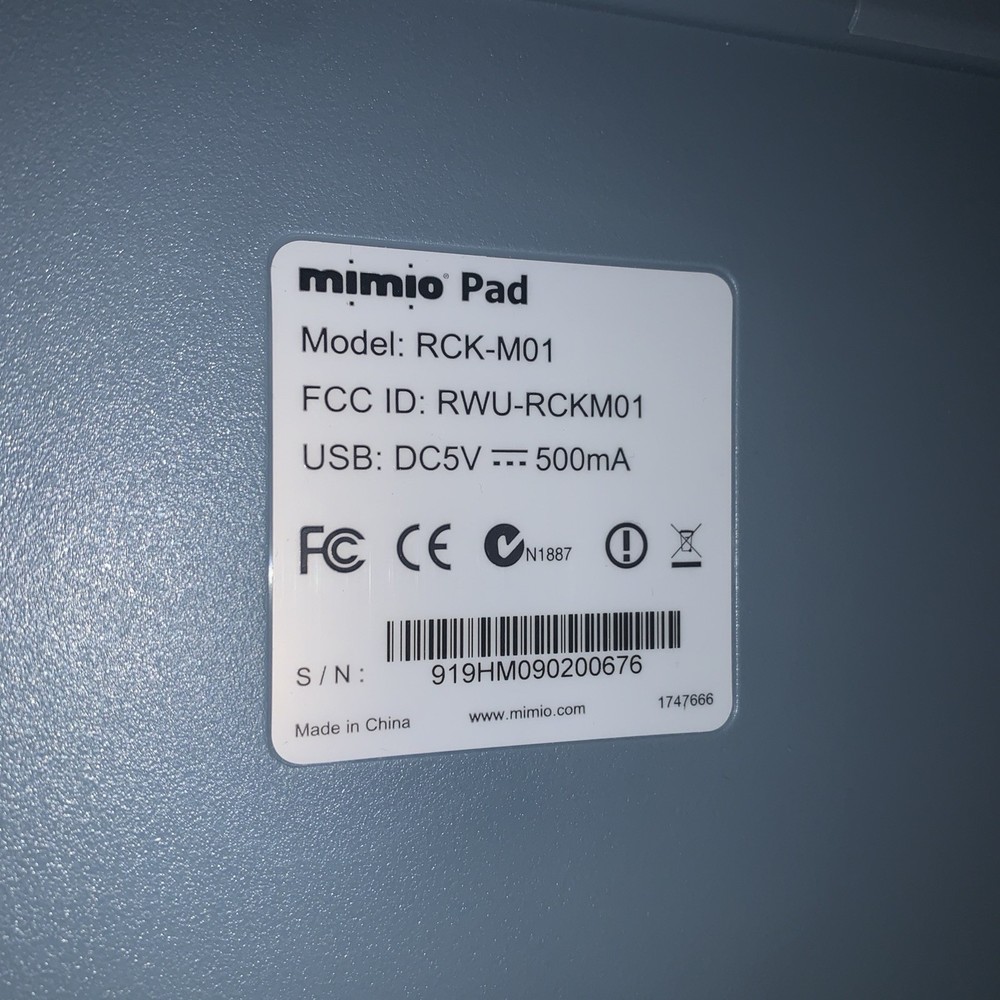 mimio® Pad
Model: RCK-M01
FCC ID: RWU-RCKM01
USB: DC5V ⎓ 500mA
FC CE N1887
S/N: 919HM090200676
Made in China www.mimio.com 1747666